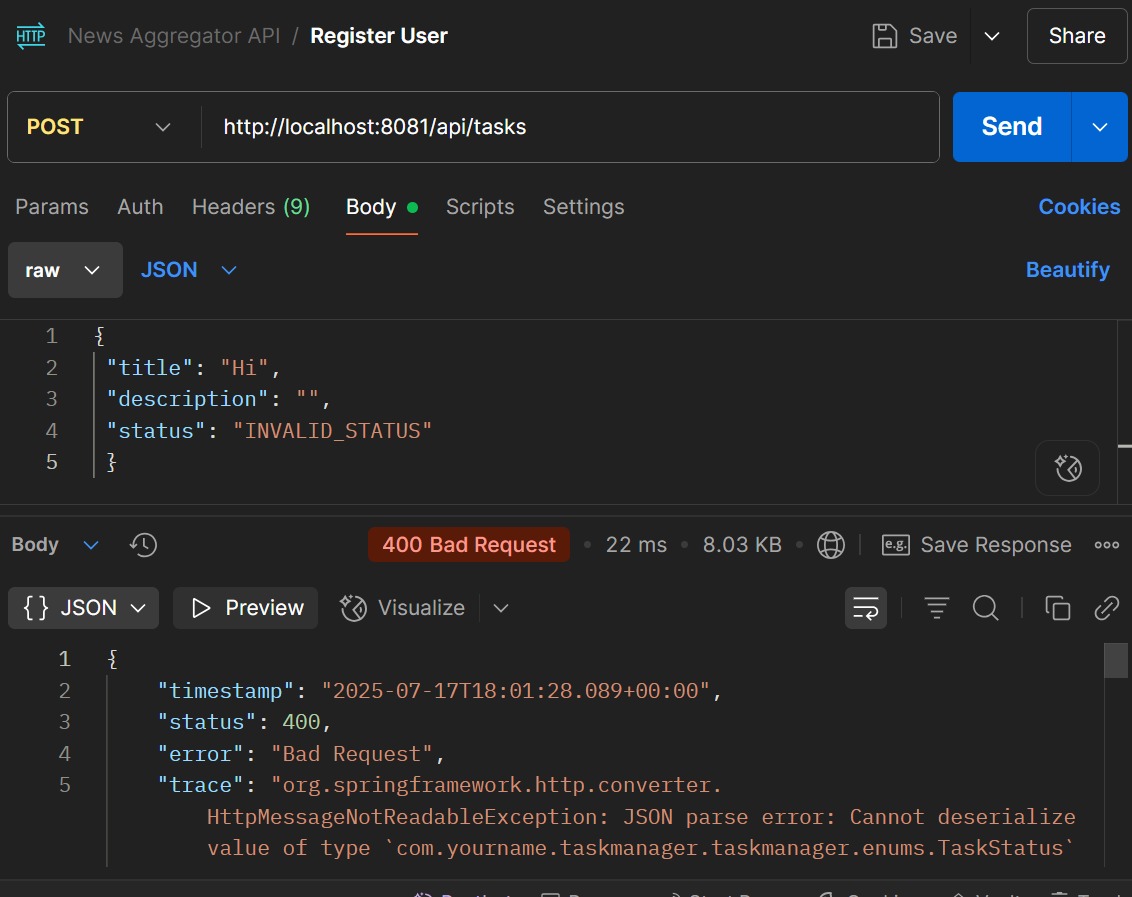 HTTP News Aggregator API / Register User Save Share
POST http://localhost:8081/api/tasks Send
Params Auth Headers (9) Body Scripts Settings Cookies
raw JSON Beautify
1 {
2 "title": "Hi",
3 "description": "",
4 "status": "INVALID_STATUS"
5 }
Body 400 Bad Request 22 ms 8.03 KB e.g. Save Response
{} JSON Preview Visualize
1 {
2 "timestamp": "2025-07-17T18:01:28.089+00:00",
3 "status": 400,
4 "error": "Bad Request",
5 "trace": "org.springframework.http.converter.
HttpMessageNotReadableException: JSON parse error: Cannot deserialize
value of type `com.yourname.taskmanager.taskmanager.enums.TaskStatus`